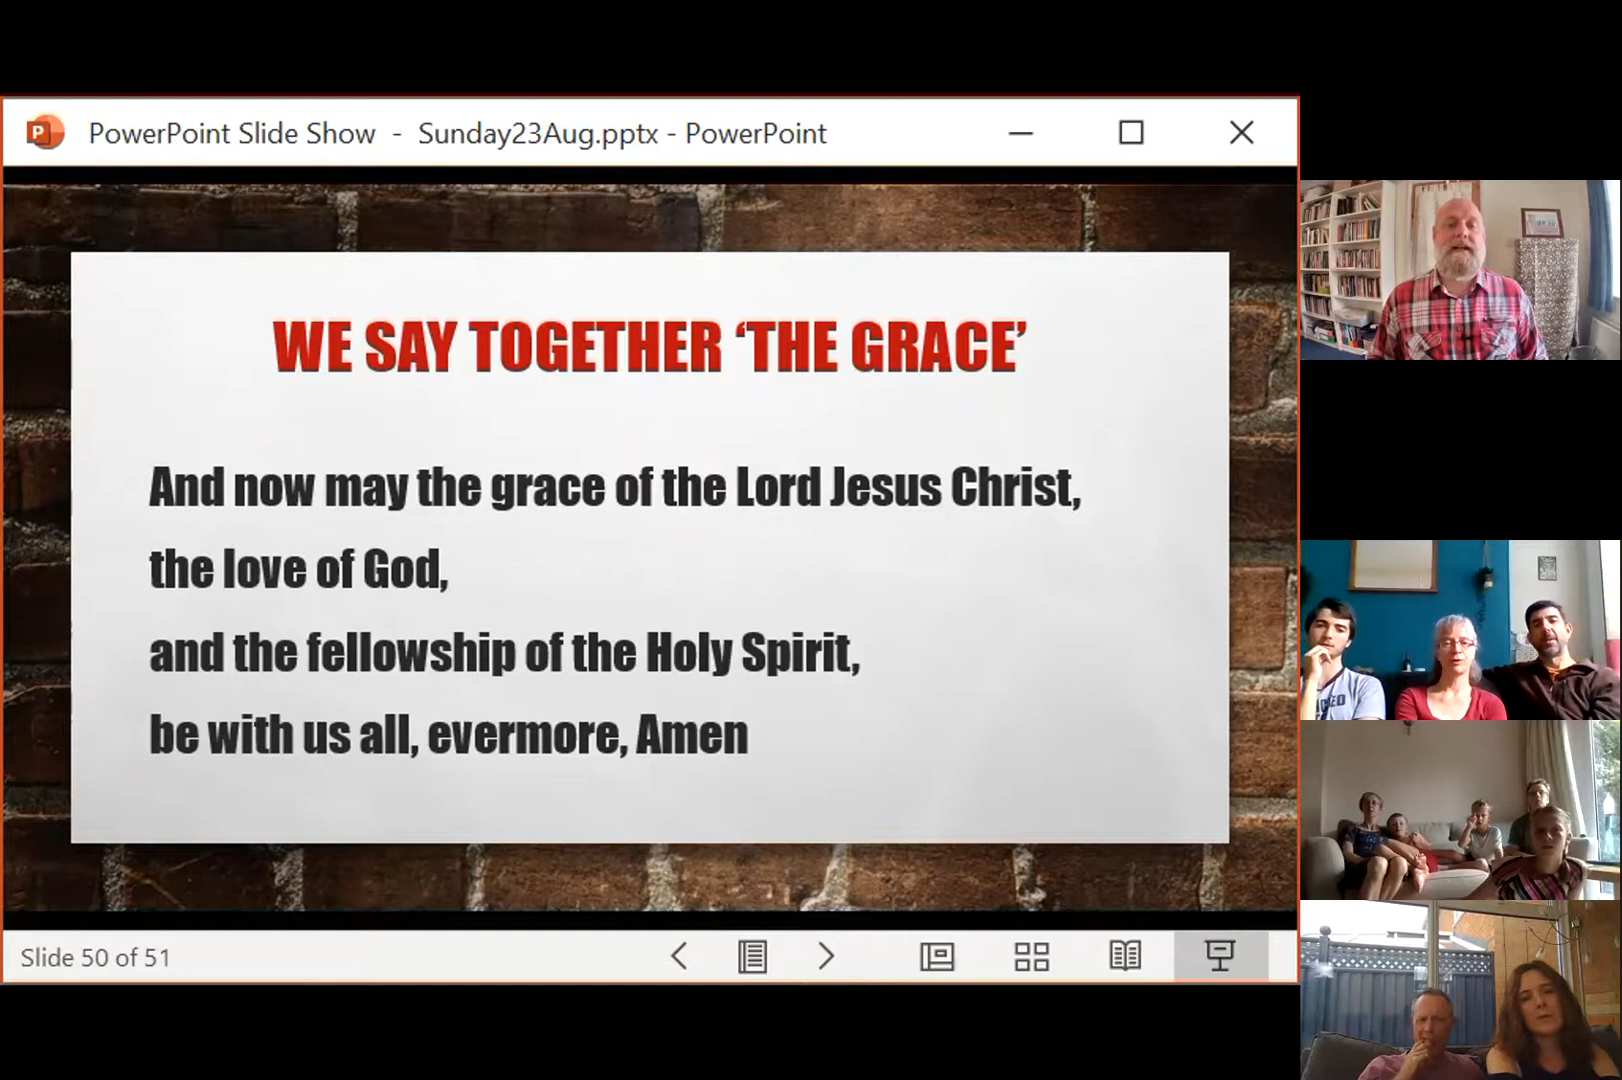 PowerPoint Slide Show - Sunday23Aug.pptx - PowerPoint
WE SAY TOGETHER ‘THE GRACE’
And now may the grace of the Lord Jesus Christ,
the love of God,
and the fellowship of the Holy Spirit,
be with us all, evermore, Amen
Slide 50 of 51